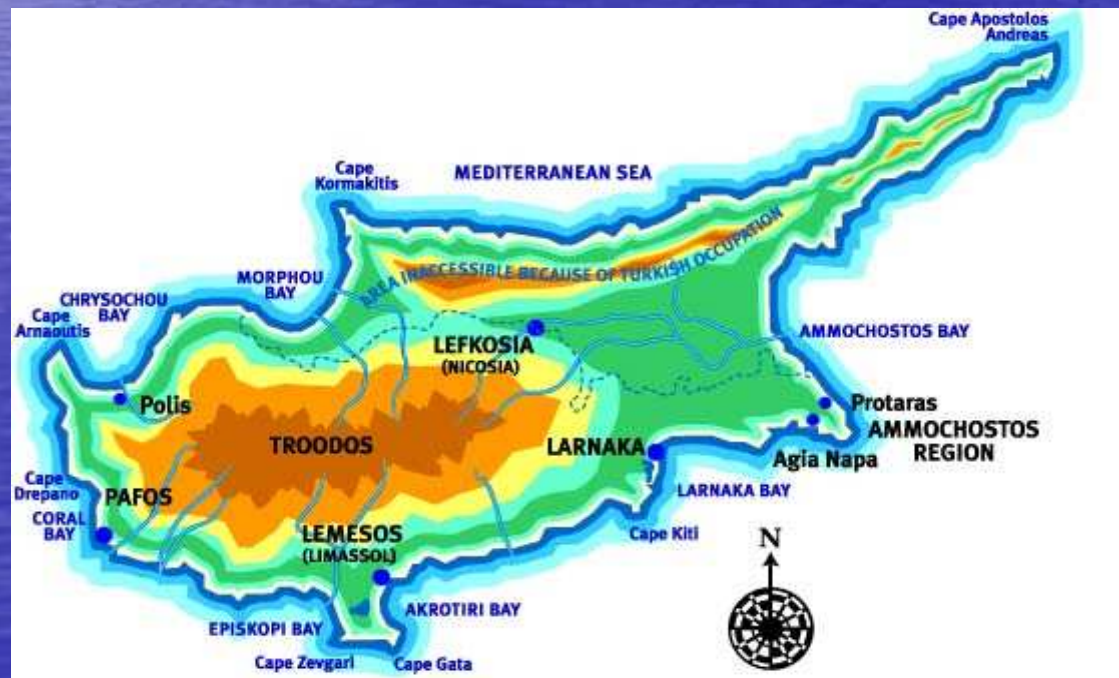 Cape Apostolos
Andreas
Cape
Kormakitis
MEDITERRANEAN SEA
AREA INACCESSIBLE BECAUSE OF TURKISH OCCUPATION
MORPHOU
BAY
CHRYSOCHOU
BAY
Cape
Arnaoutis
LEFKOSIA
(NICOSIA)
AMMOCHOSTOS BAY
Polis
Protaras
AMMOCHOSTOS
REGION
TROODOS
LARNAKA
Agia Napa
Cape
Drepano
PAFOS
LARNAKA BAY
CORAL
BAY
LEMESOS
(LIMASSOL)
Cape Kiti
N
AKROTIRI BAY
EPISKOPI BAY
Cape Zevgari
Cape Gata